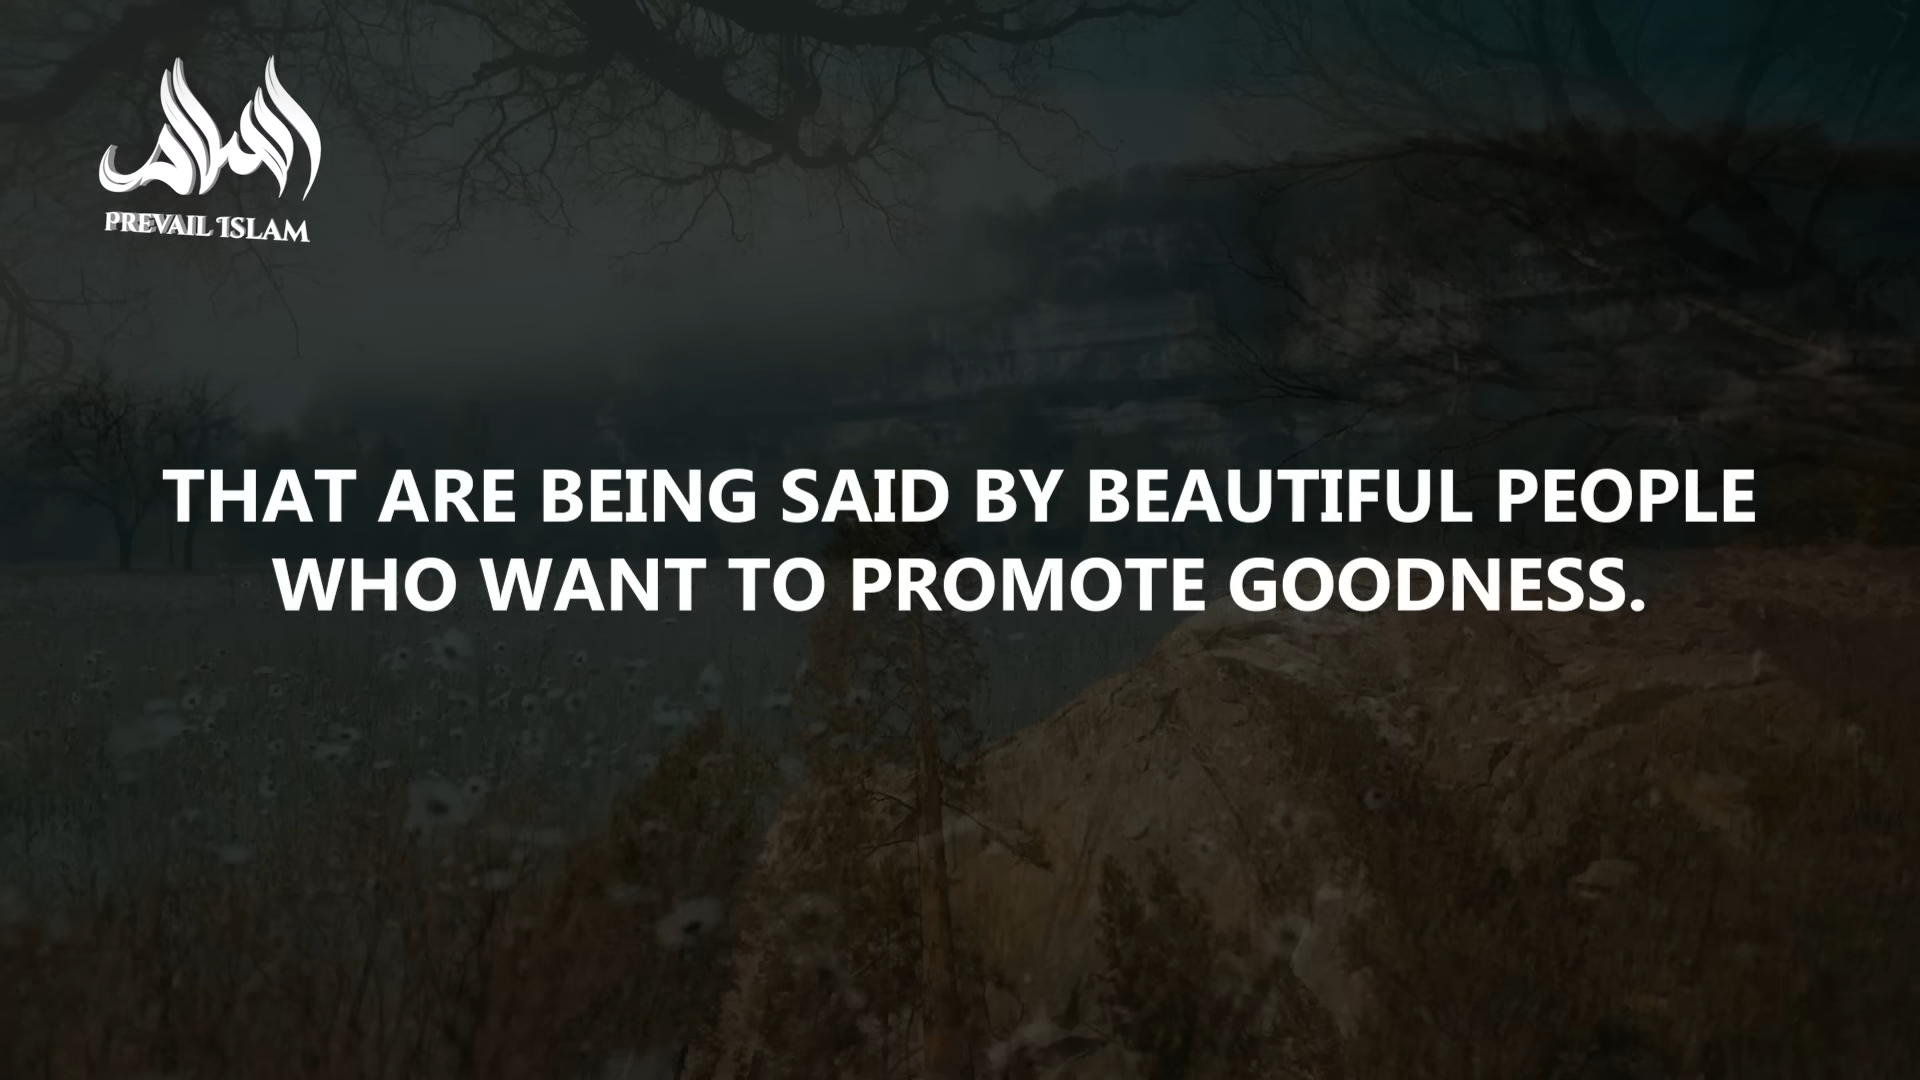 السلام
PREVAIL ISLAM
THAT ARE BEING SAID BY BEAUTIFUL PEOPLE
WHO WANT TO PROMOTE GOODNESS.